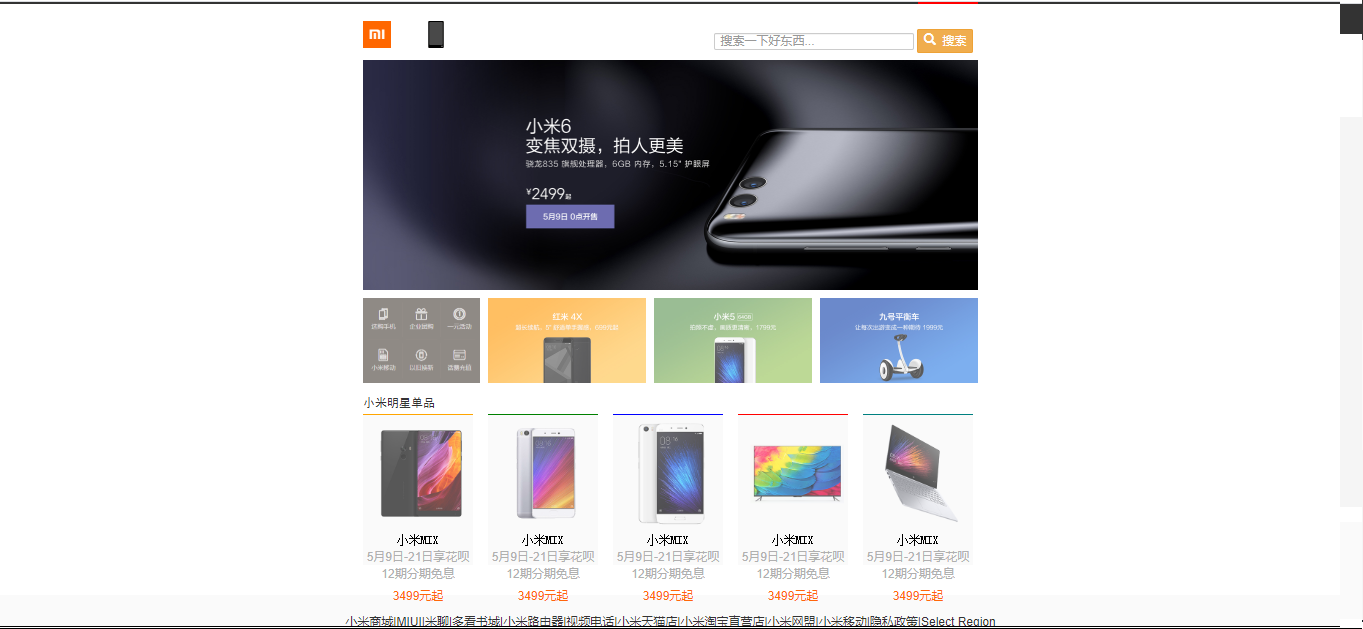 mi
搜索一下好东西...
搜索
小米6
变焦双摄，拍人更美
骁龙835 旗舰处理器，6GB 内存，5.15" 护眼屏
¥2499起
5月9日 0点开售
选购手机 企业团购 一元活动
小米移动 以旧换新 话费充值
红米 4X
小米5 64GB
九号平衡车
让每次出游变成一种期待 1999元
小米明星单品
小米MIX 小米MIX 小米MIX 小米MIX 小米MIX
5月9日-21日享花呗 5月9日-21日享花呗 5月9日-21日享花呗 5月9日-21日享花呗 5月9日-21日享花呗
12期分期免息 12期分期免息 12期分期免息 12期分期免息 12期分期免息
3499元起 3499元起 3499元起 3499元起 3499元起
小米商城|MIUI|米聊|多看书城|小米路由器|视频电话|小米天猫店|小米淘宝直营店|小米网盟|小米移动|隐私政策|Select Region